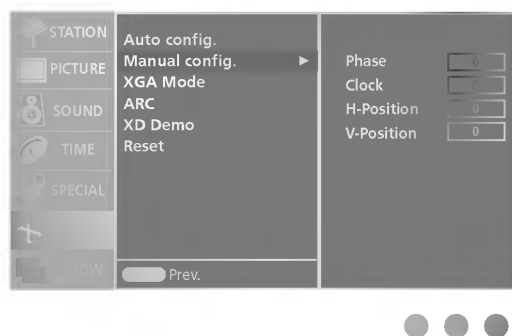 STATION
PICTURE
SOUND
TIME
SPECIAL
Auto config.
Manual config.
XGA Mode
ARC
XD Demo
Reset
Prev.
Phase 0
Clock
H-Position 0
V-Position 0